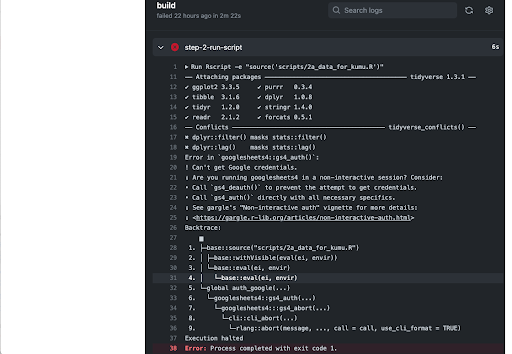 build
failed 22 hours ago in 2m 22s
Search logs
step-2-run-script
6s
1 ▶ Run Rscript -e "source('scripts/2a_data_for_kumu.R')"
11 ── Attaching packages ─────────────────── tidyverse 1.3.1 ──
12 ✔ ggplot2 3.3.5 ✔ purrr 0.3.4
13 ✔ tibble 3.1.6 ✔ dplyr 1.0.8
14 ✔ tidyr 1.2.0 ✔ stringr 1.4.0
15 ✔ readr 2.1.2 ✔ forcats 0.5.1
16 ── Conflicts ─────────────────── tidyverse_conflicts() ──
17 ✖ dplyr::filter() masks stats::filter()
18 ✖ dplyr::lag() masks stats::lag()
19 Error in `googlesheets4::gs4_auth()`:
20 ! Can't get Google credentials.
21 ℹ Are you running googlesheets4 in a non-interactive session? Consider:
22 • Call `gs4_deauth()` to prevent the attempt to get credentials.
23 • Call `gs4_auth()` directly with all necessary specifics.
24 ℹ See gargle's "Non-interactive auth" vignette for more details:
25 ℹ <https://gargle.r-lib.org/articles/non-interactive-auth.html>
26 Backtrace:
27 ▆
28 1. ├─base::source("scripts/2a_data_for_kumu.R")
29 2. │ ├─base::withVisible(eval(ei, envir))
30 3. │ └─base::eval(ei, envir)
31 4. │ └─base::eval(ei, envir)
32 5. └─global auth_google(...)
33 6. └─googlesheets4::gs4_auth(...)
34 7. └─googlesheets4:::gs4_abort(...)
35 8. └─cli::cli_abort(...)
36 9. └─rlang::abort(message, ..., call = call, use_cli_format = TRUE)
37 Execution halted
38 Error: Process completed with exit code 1.